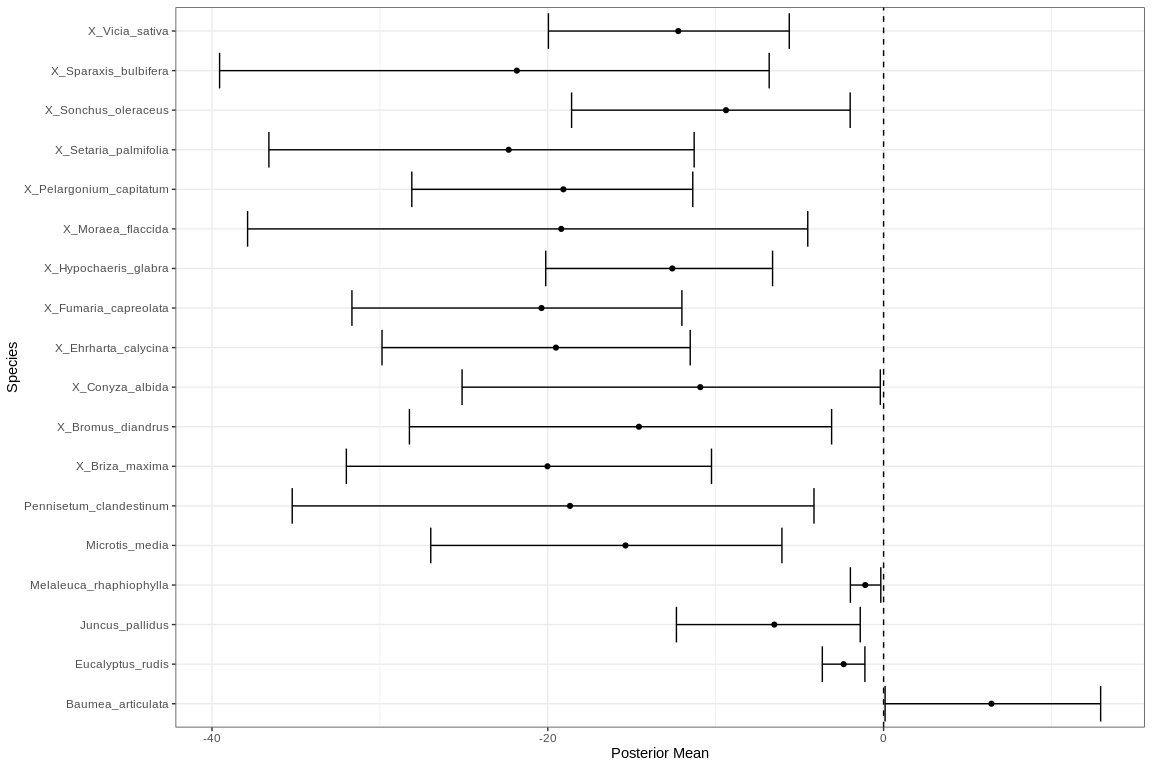 X_Vicia_sativa
X_Sparaxis_bulbifera
X_Sonchus_oleraceus
X_Setaria_palmifolia
X_Pelargonium_capitatum
X_Moraea_flaccida
X_Hypochaeris_glabra
X_Fumaria_capreolata
X_Ehrharta_calycina
X_Conyza_albida
X_Bromus_diandrus
X_Briza_maxima
Pennisetum_clandestinum
Microtis_media
Melaleuca_rhaphiophylla
Juncus_pallidus
Eucalyptus_rudis
Baumea_articulata
Species
-40 -20 0
Posterior Mean